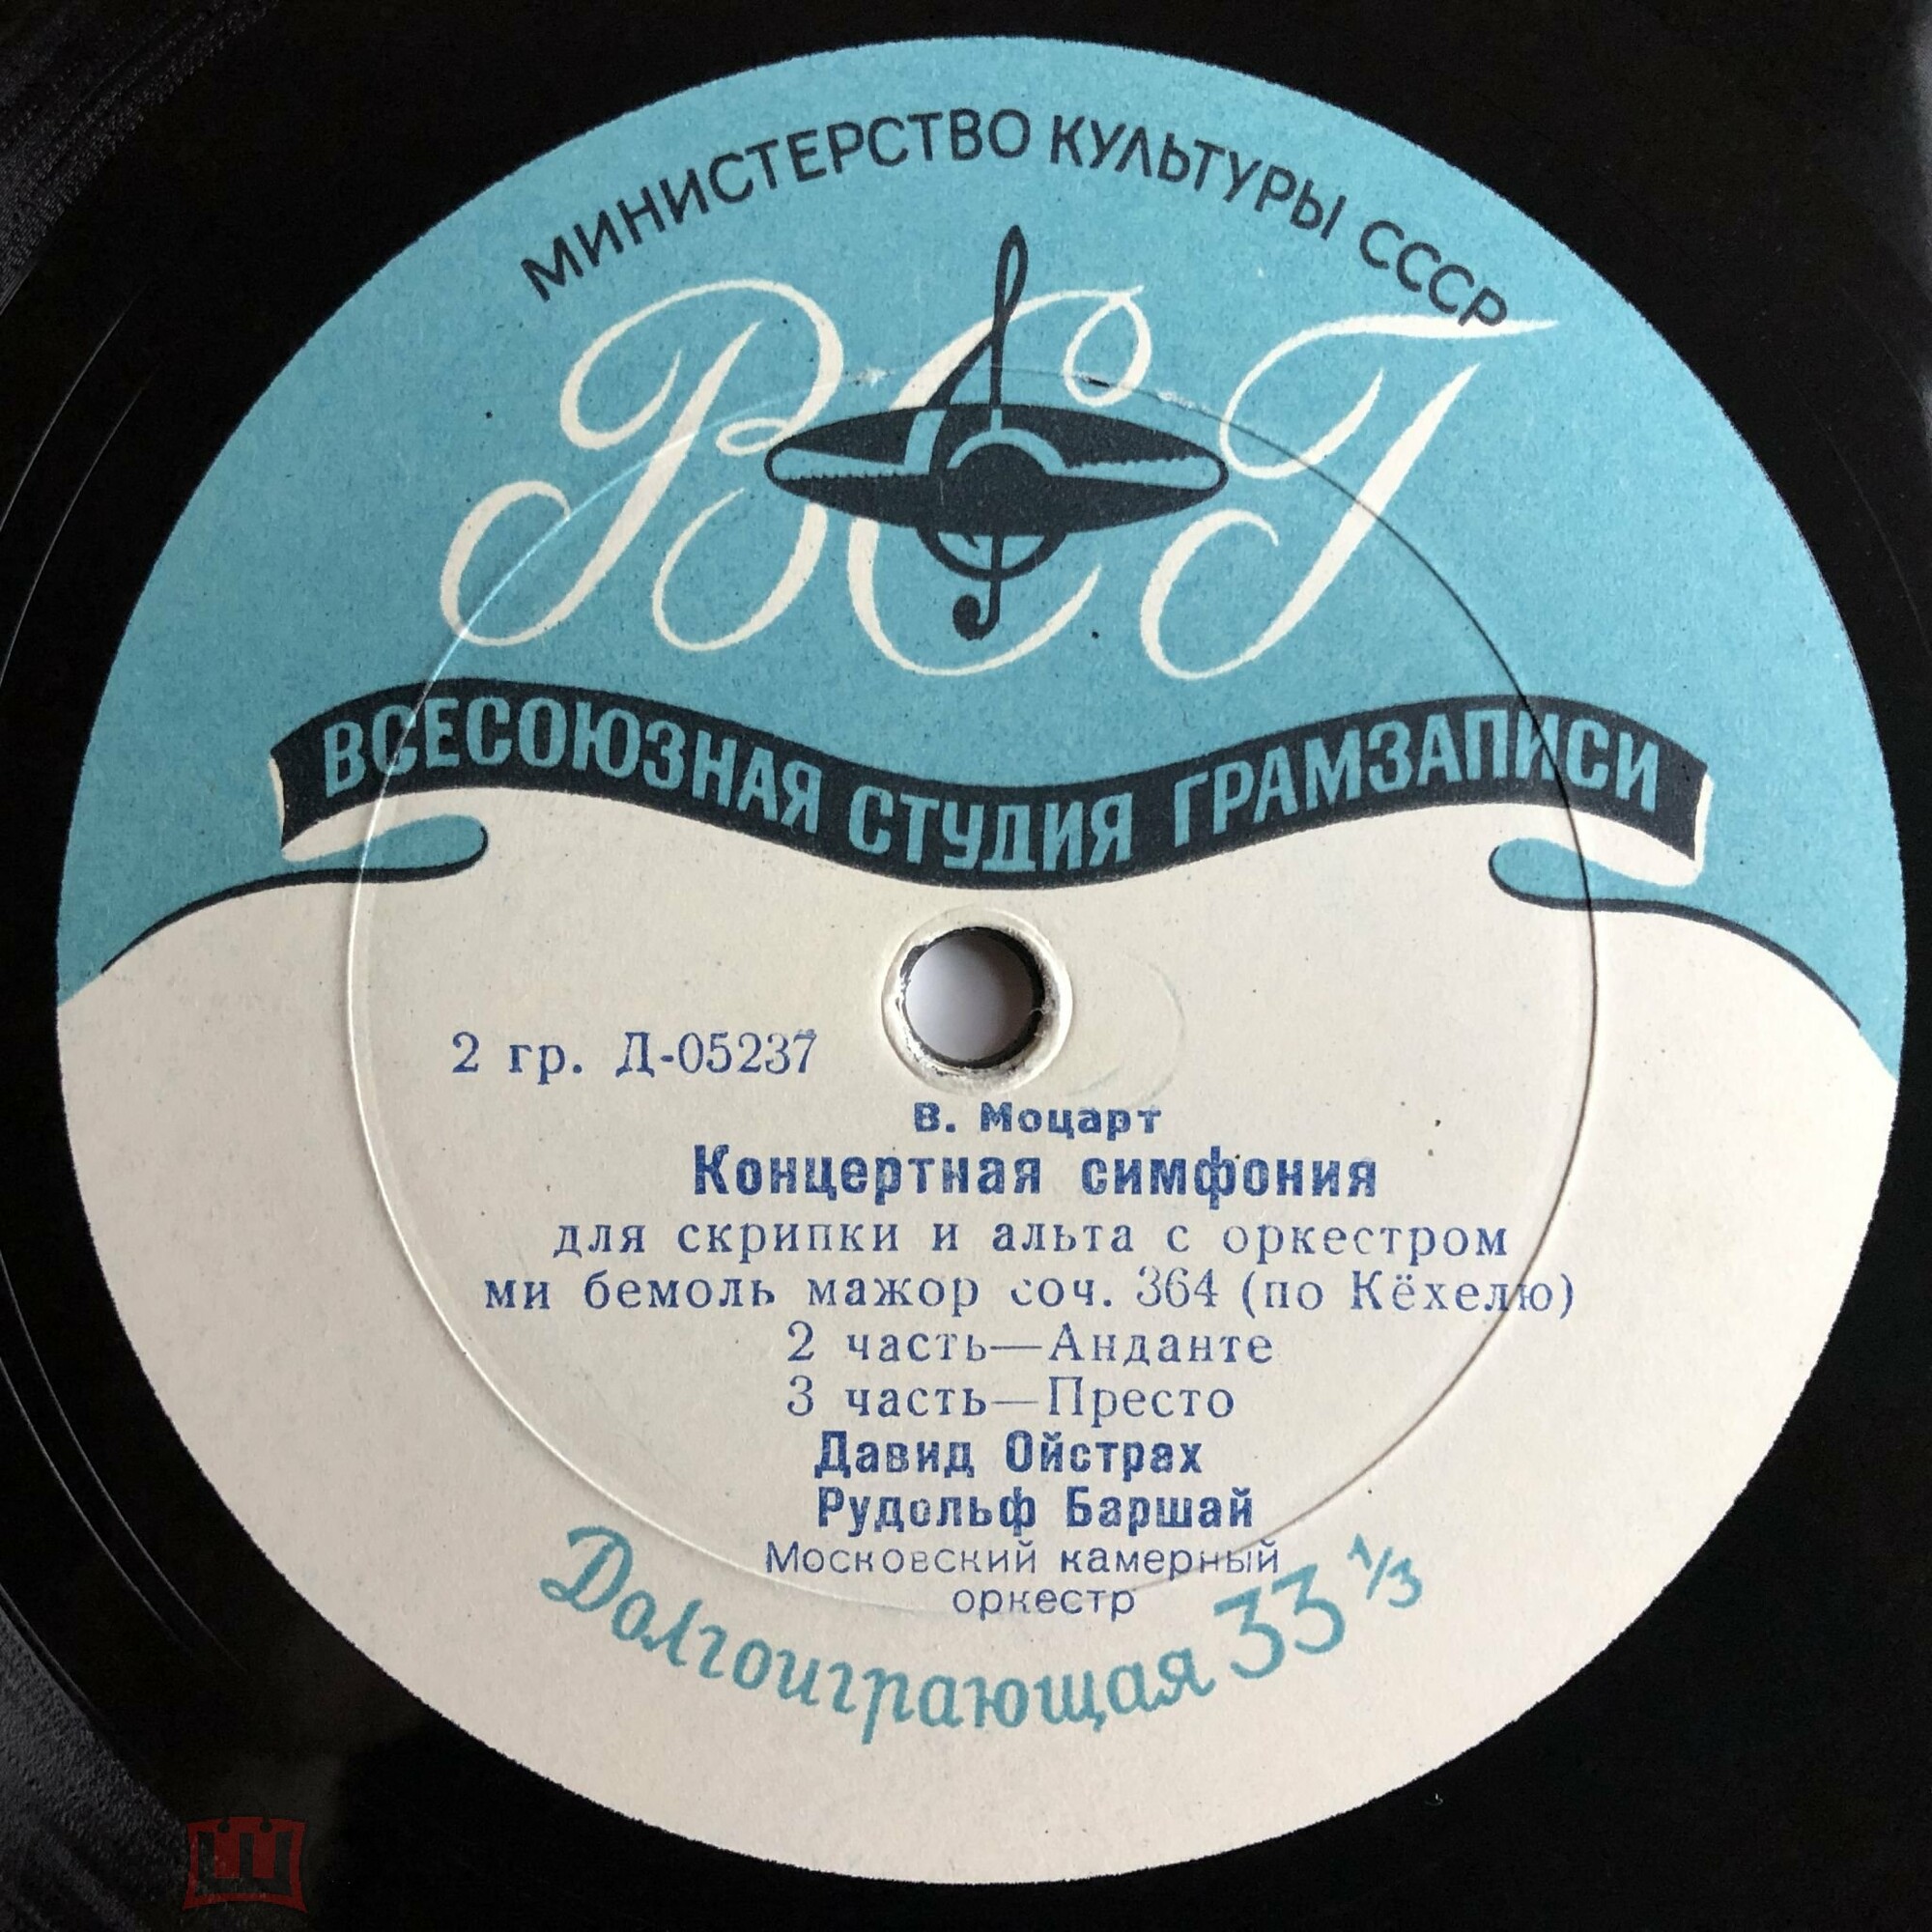 МИНИСТЕРСТВО КУЛЬТУРЫ СССР
ВСГ
ВСЕСОЮЗНАЯ СТУДИЯ ГРАМЗАПИСИ
2 гр. Д-05237
В. Моцарт
Концертная симфония
для скрипки и альта с оркестром
ми бемоль мажор соч. 364 (по Кёхелю)
2 часть—Анданте
3 часть—Престо
Давид Ойстрах
Рудольф Баршай
Московский камерный
оркестр
Долгоиграющая 33 1/3